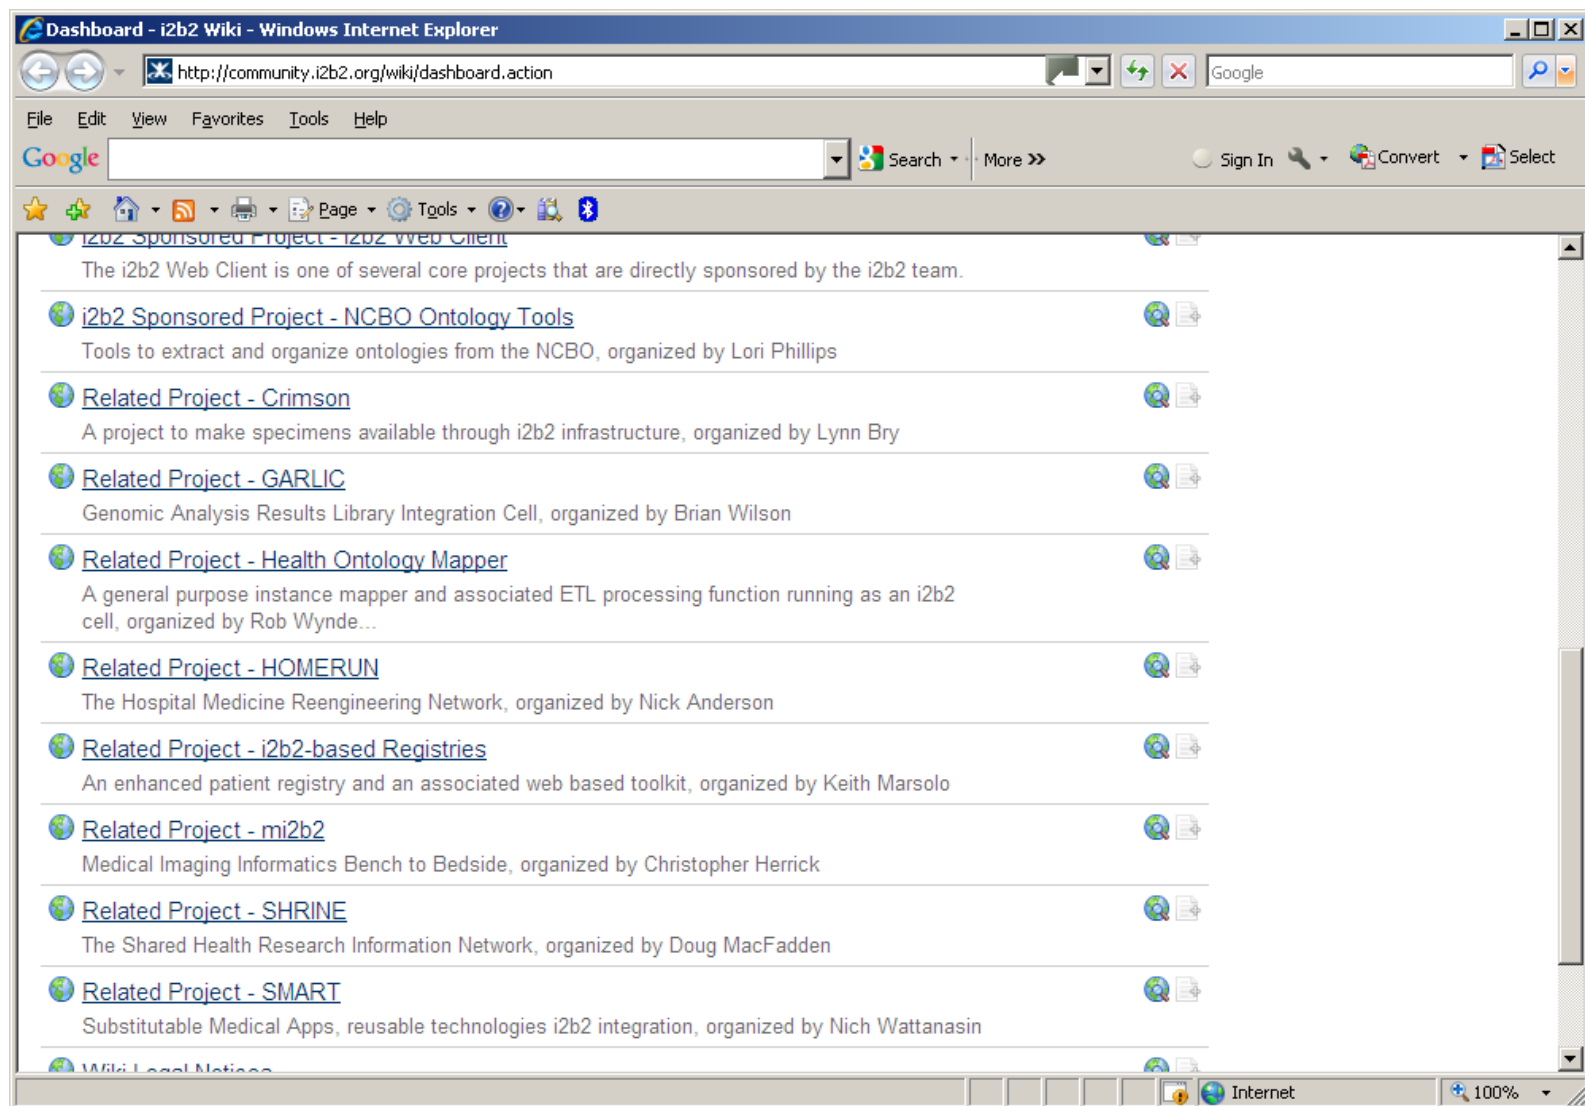 Dashboard - i2b2 Wiki - Windows Internet Explorer
http://community.i2b2.org/wiki/dashboard.action
Google
File Edit View Favorites Tools Help
Google Search More >> Sign In Convert Select
Page Tools
i2b2 Sponsored Project - i2b2 Web Client
The i2b2 Web Client is one of several core projects that are directly sponsored by the i2b2 team.
i2b2 Sponsored Project - NCBO Ontology Tools
Tools to extract and organize ontologies from the NCBO, organized by Lori Phillips
Related Project - Crimson
A project to make specimens available through i2b2 infrastructure, organized by Lynn Bry
Related Project - GARLIC
Genomic Analysis Results Library Integration Cell, organized by Brian Wilson
Related Project - Health Ontology Mapper
A general purpose instance mapper and associated ETL processing function running as an i2b2
cell, organized by Rob Wynde...
Related Project - HOMERUN
The Hospital Medicine Reengineering Network, organized by Nick Anderson
Related Project - i2b2-based Registries
An enhanced patient registry and an associated web based toolkit, organized by Keith Marsolo
Related Project - mi2b2
Medical Imaging Informatics Bench to Bedside, organized by Christopher Herrick
Related Project - SHRINE
The Shared Health Research Information Network, organized by Doug MacFadden
Related Project - SMART
Substitutable Medical Apps, reusable technologies i2b2 integration, organized by Nich Wattanasin
Wiki Legal Notices
Internet 100%